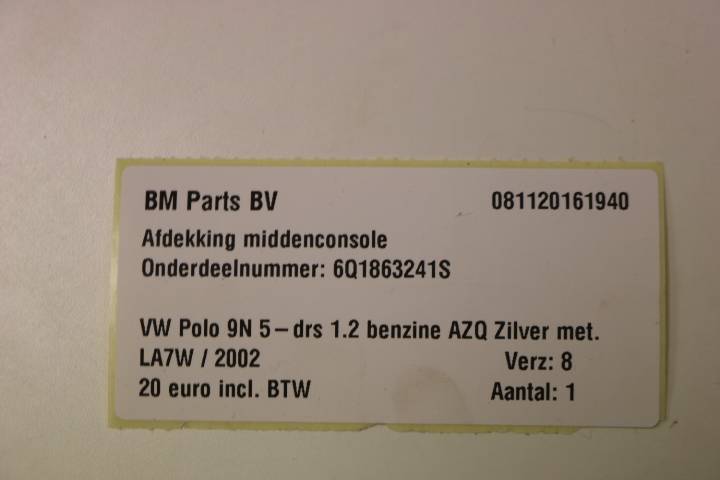 BM Parts BV 081120161940
Afdekking middenconsole
Onderdeelnummer: 6Q1863241S
VW Polo 9N 5-drs 1.2 benzine AZQ Zilver met.
LA7W / 2002 Verz: 8
20 euro incl. BTW Aantal: 1